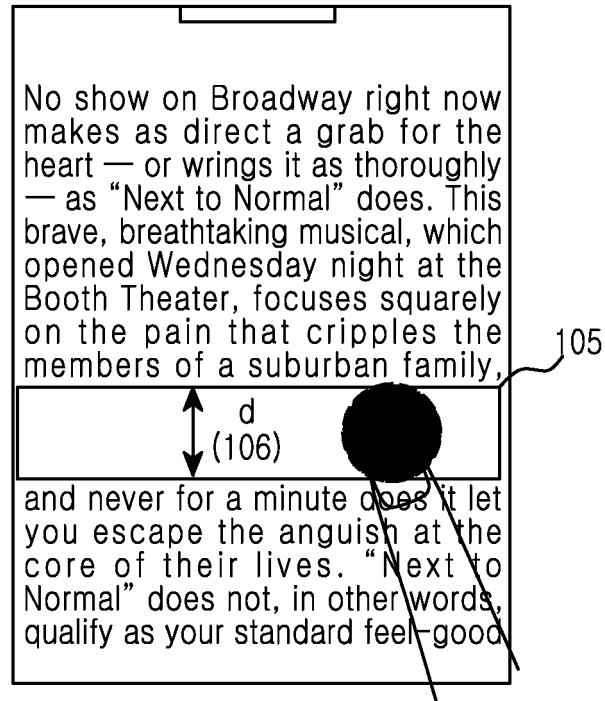 No show on Broadway right now
makes as direct a grab for the
heart — or wrings it as thoroughly
— as “Next to Normal” does. This
brave, breathtaking musical, which
opened Wednesday night at the
Booth Theater, focuses squarely
on the pain that cripples the
members of a suburban family,
105
d
(106)
and never for a minute does it let
you escape the anguish at the
core of their lives. “Next to
Normal” does not, in other words,
qualify as your standard feel-good